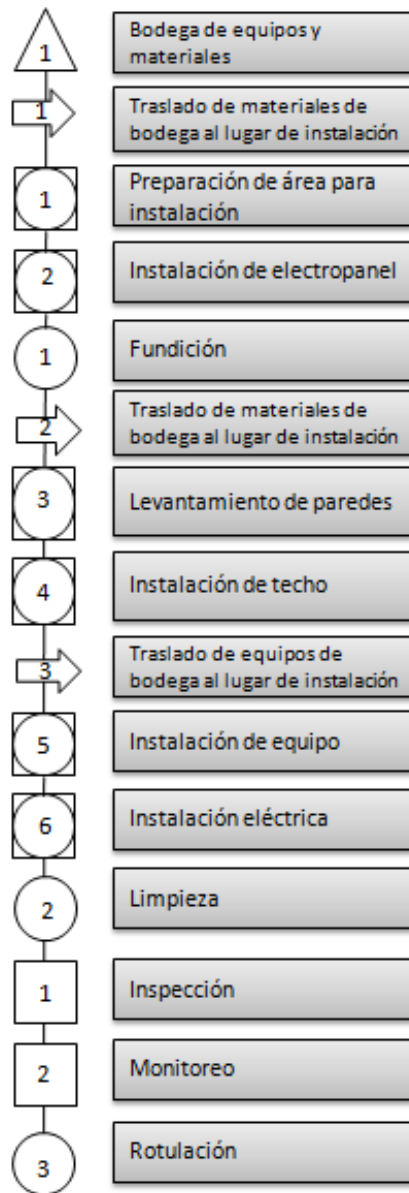 1
Bodega de equipos y
materiales
1
Traslado de materiales de
bodega al lugar de instalación
1
Preparación de área para
instalación
2
Instalación de electropanel
1
Fundición
2
Traslado de materiales de
bodega al lugar de instalación
3
Levantamiento de paredes
4
Instalación de techo
3
Traslado de equipos de
bodega al lugar de instalación
5
Instalación de equipo
6
Instalación eléctrica
2
Limpieza
1
Inspección
2
Monitoreo
3
Rotulación